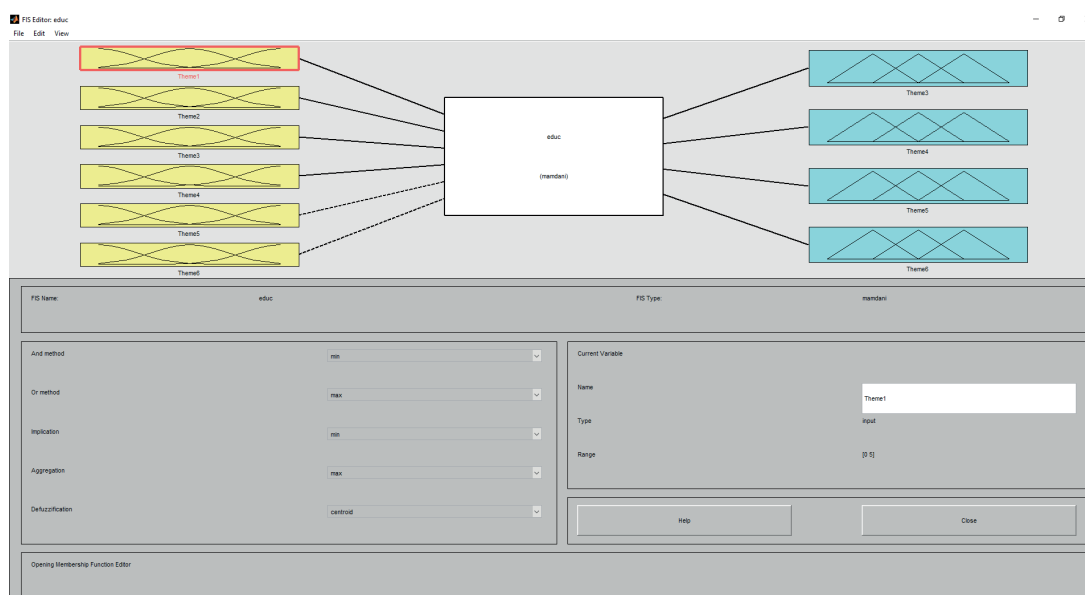 FIS Editor: educ
File Edit View
Theme1
Theme2
Theme3
Theme4
Theme5
Theme6
educ
(mamdani)
Theme3
Theme4
Theme5
Theme6
FIS Name: educ FIS Type: mamdani
And method min
Or method max
Implication min
Aggregation max
Defuzzification centroid
Current Variable
Name Theme1
Type input
Range [0 5]
Help Close
Opening Membership Function Editor